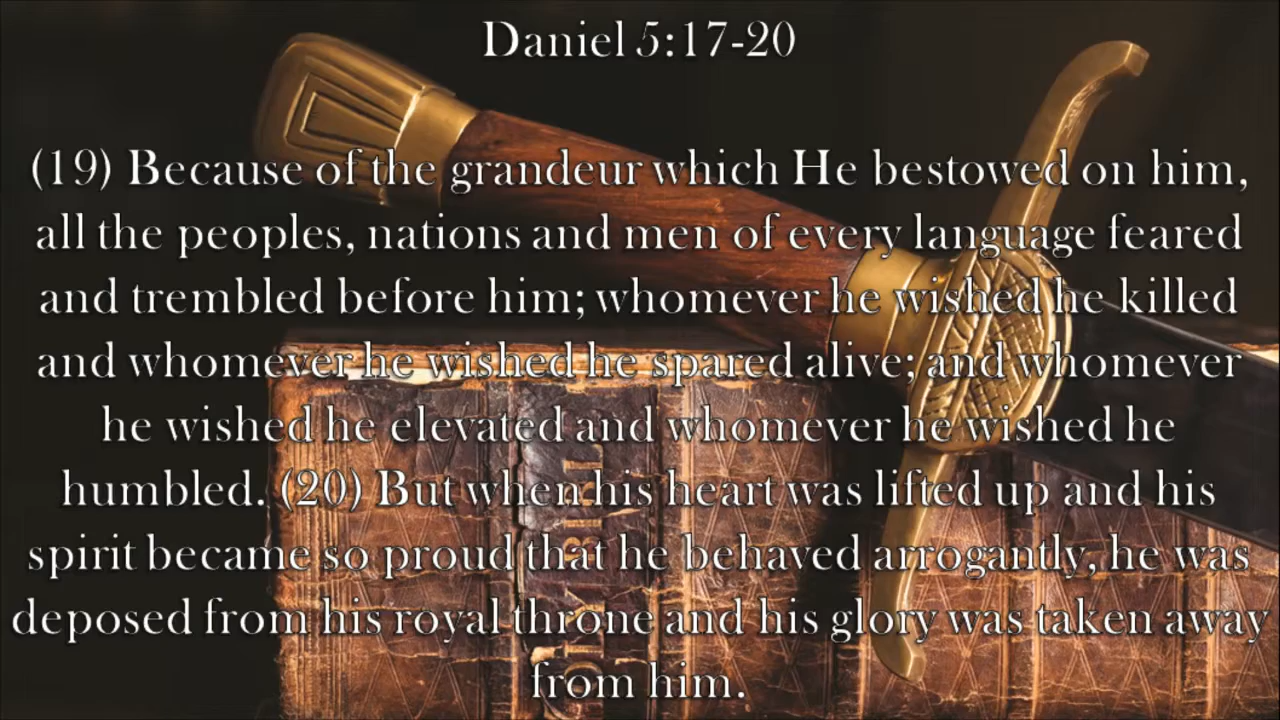 Daniel 5:17-20
(19) Because of the grandeur which He bestowed on him,
all the peoples, nations and men of every language feared
and trembled before him; whomever he wished he killed
and whomever he wished he spared alive; and whomever
he wished he elevated and whomever he wished he
humbled. (20) But when his heart was lifted up and his
spirit became so proud that he behaved arrogantly, he was
deposed from his royal throne and his glory was taken away
from him.